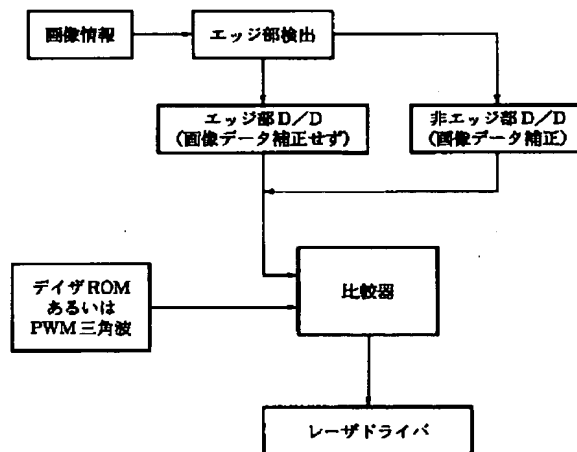 画像情報
エッジ部検出
エッジ部D/D
(画像データ補正せず)
非エッジ部D/D
(画像データ補正)
デイザROM
あるいは
PWM三角波
比較器
レーザドライバ